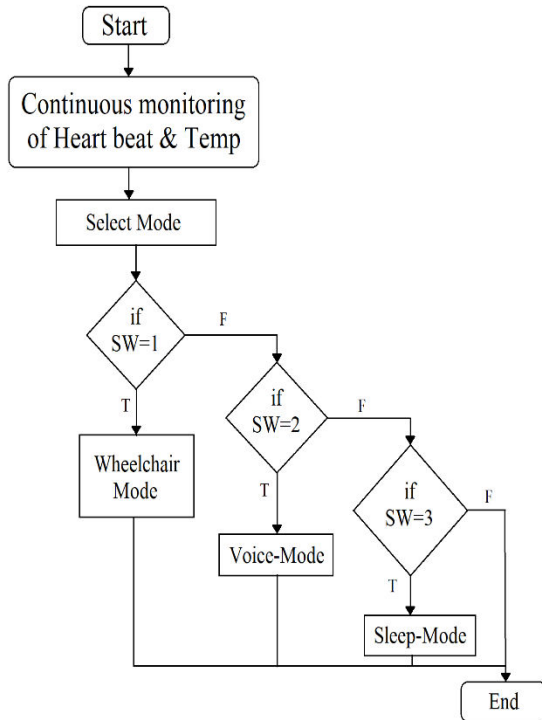 Start
Continuous monitoring
of Heart beat & Temp
Select Mode
if
SW=1
F
T
Wheelchair
Mode
if
SW=2
F
T
Voice-Mode
if
SW=3
F
T
Sleep-Mode
End